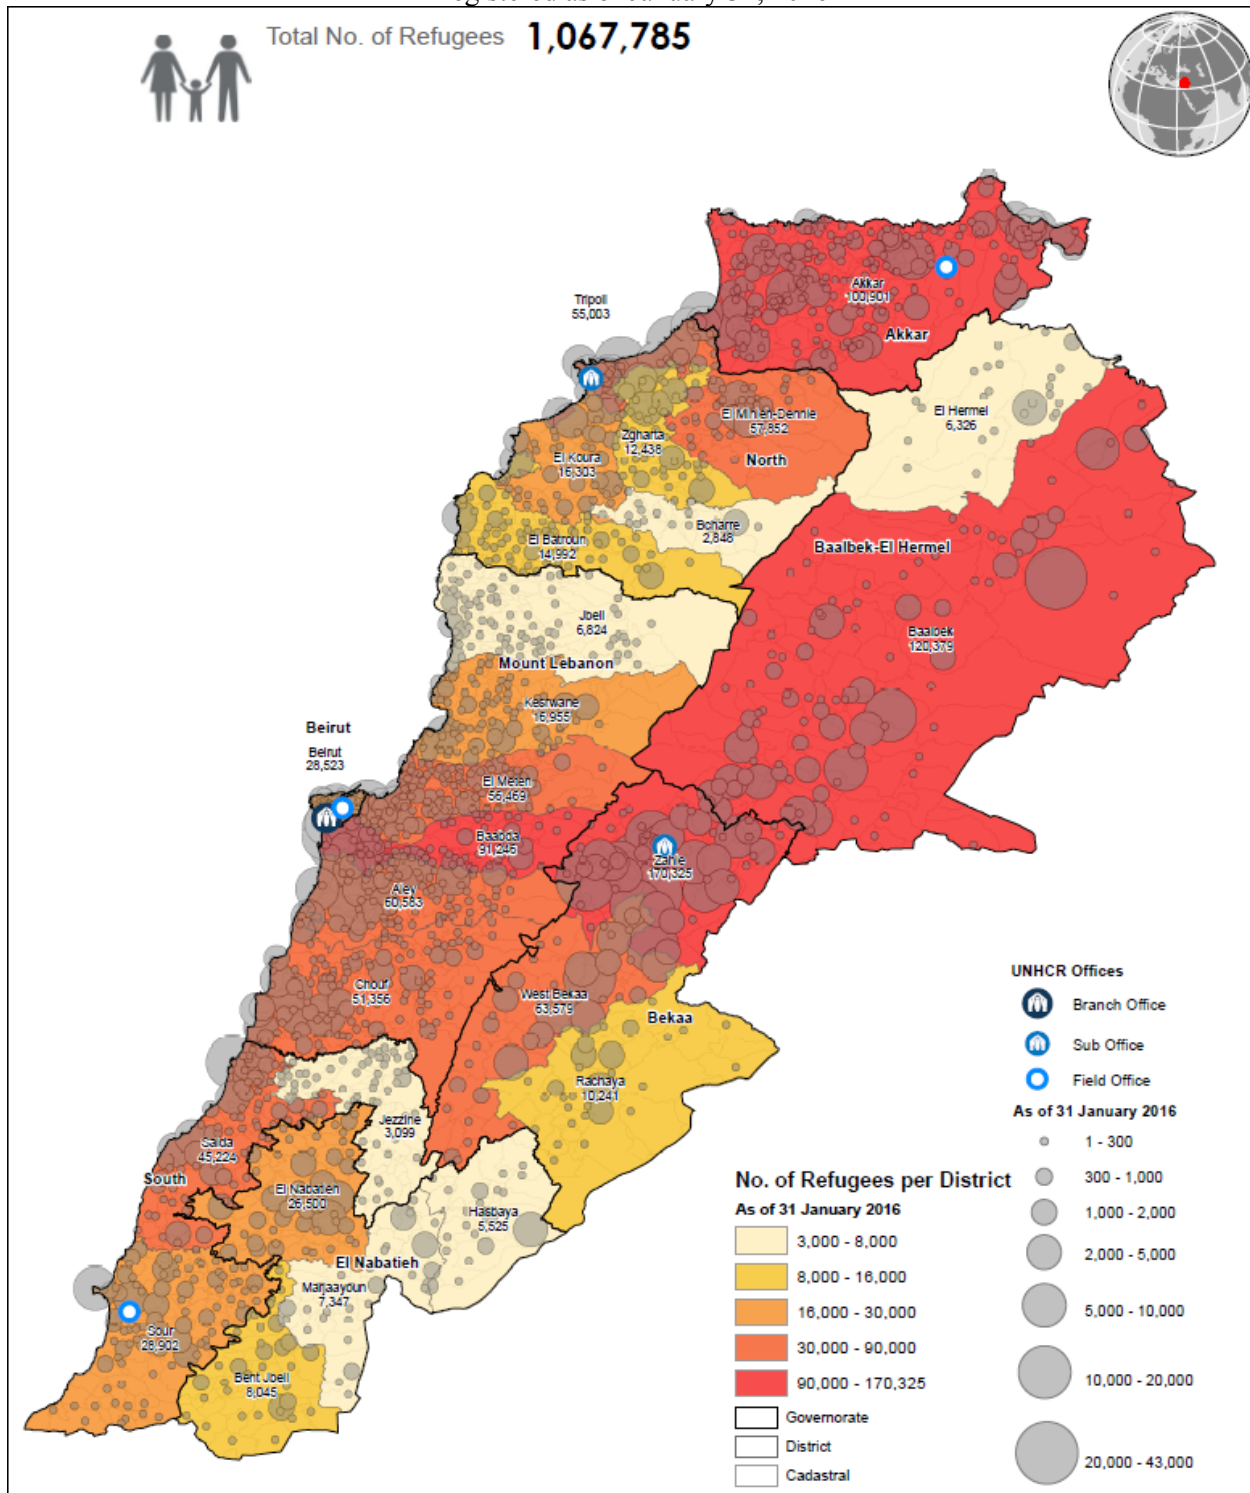 Total No. of Refugees 1,067,785
Akkar
100,901
Akkar
Tripoli
55,003
El Hermel
6,326
El Minieh-Dennie
57,852
Zgharta
12,438
North
El Koura
16,303
Bcharre
2,848
El Batroun
14,992
Baalbek-El Hermel
Jbeil
6,824
Baalbek
120,379
Mount Lebanon
Kesrwane
16,955
Beirut
Beirut
28,523
El Meten
56,469
Baabda
91,246
Zahle
170,325
Aley
60,583
Chouf
51,356
West Bekaa
63,579
Bekaa
Rachaya
10,241
Jezzine
3,099
Saida
45,224
South
El Nabatieh
26,500
Hasbaya
5,525
El Nabatieh
Marjaayoun
7,347
Sour
28,902
Bent Jbeil
8,045
UNHCR Offices
Branch Office
Sub Office
Field Office
As of 31 January 2016
1 - 300
300 - 1,000
1,000 - 2,000
2,000 - 5,000
5,000 - 10,000
10,000 - 20,000
20,000 - 43,000
No. of Refugees per District
As of 31 January 2016
3,000 - 8,000
8,000 - 16,000
16,000 - 30,000
30,000 - 90,000
90,000 - 170,325
Governorate
District
Cadastral